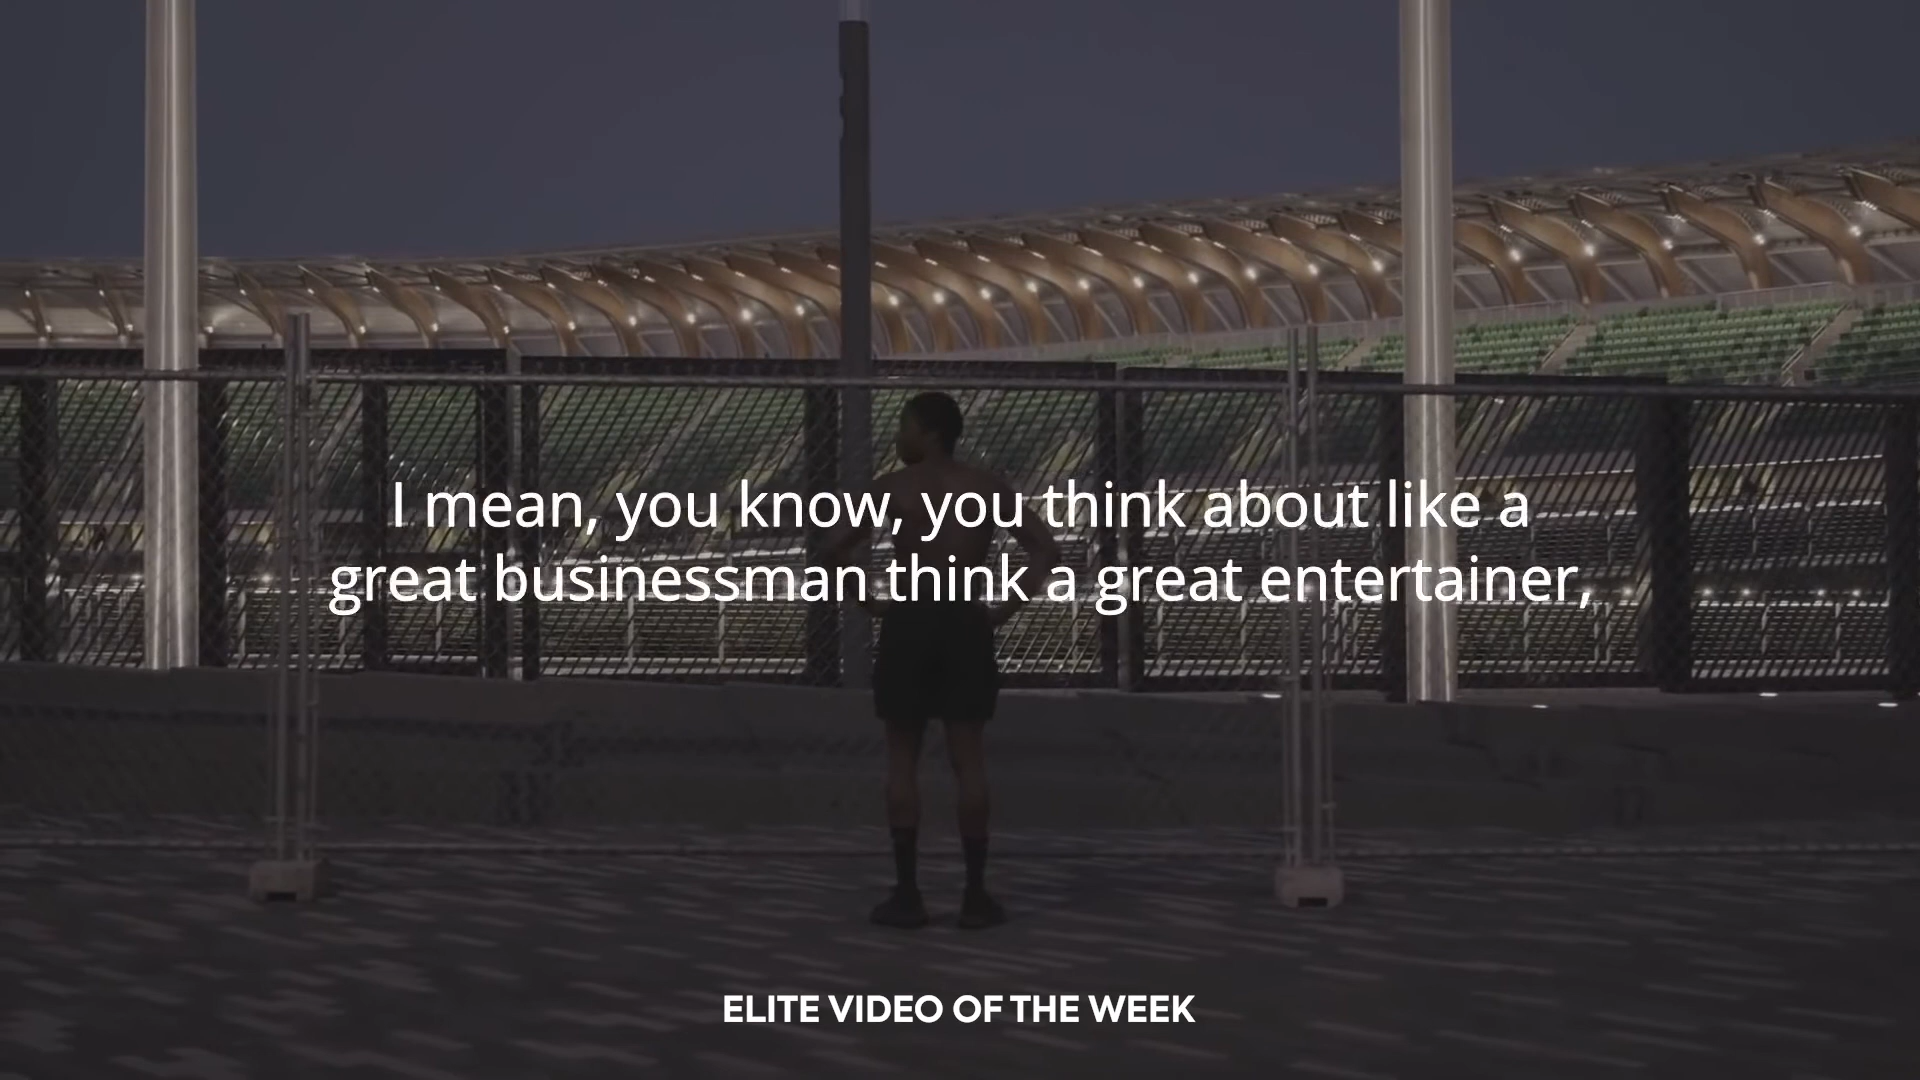 I mean, you know, you think about like a
great businessman think a great entertainer,
ELITE VIDEO OF THE WEEK